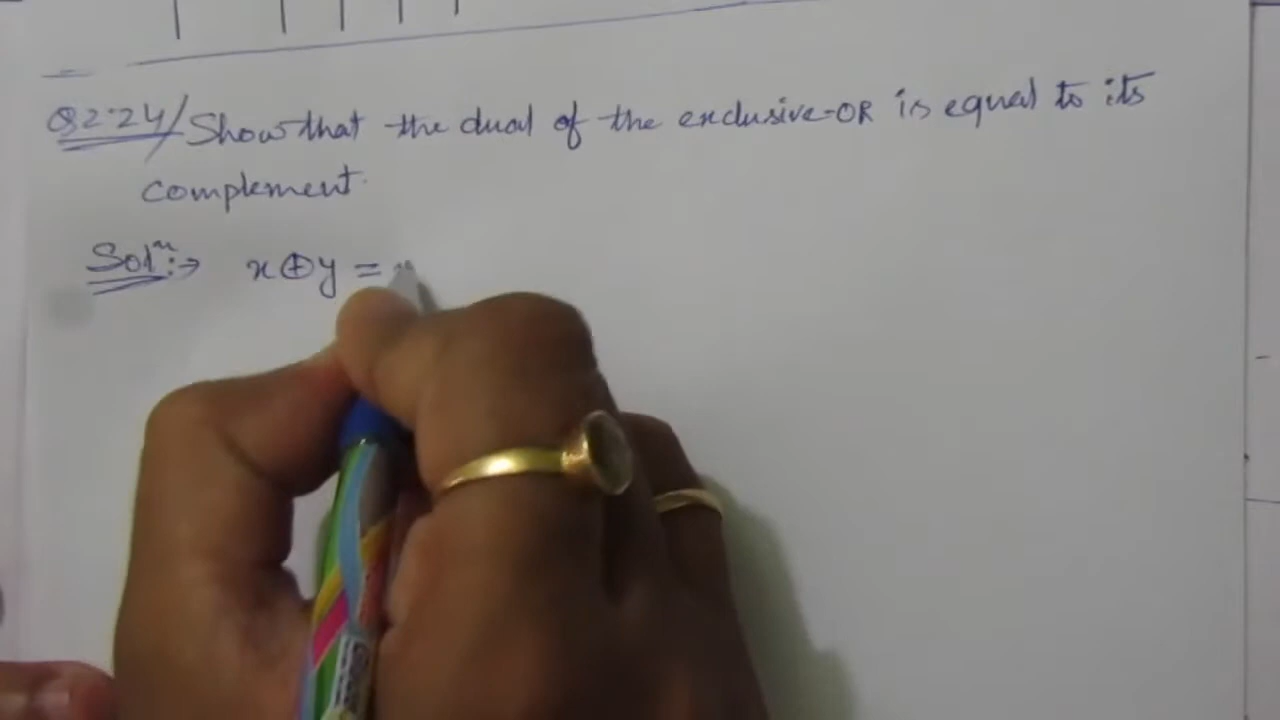 Q2.24/ Show that the dual of the exclusive-OR is equal to its
complement.
Solⁿ:→ x⊕y =